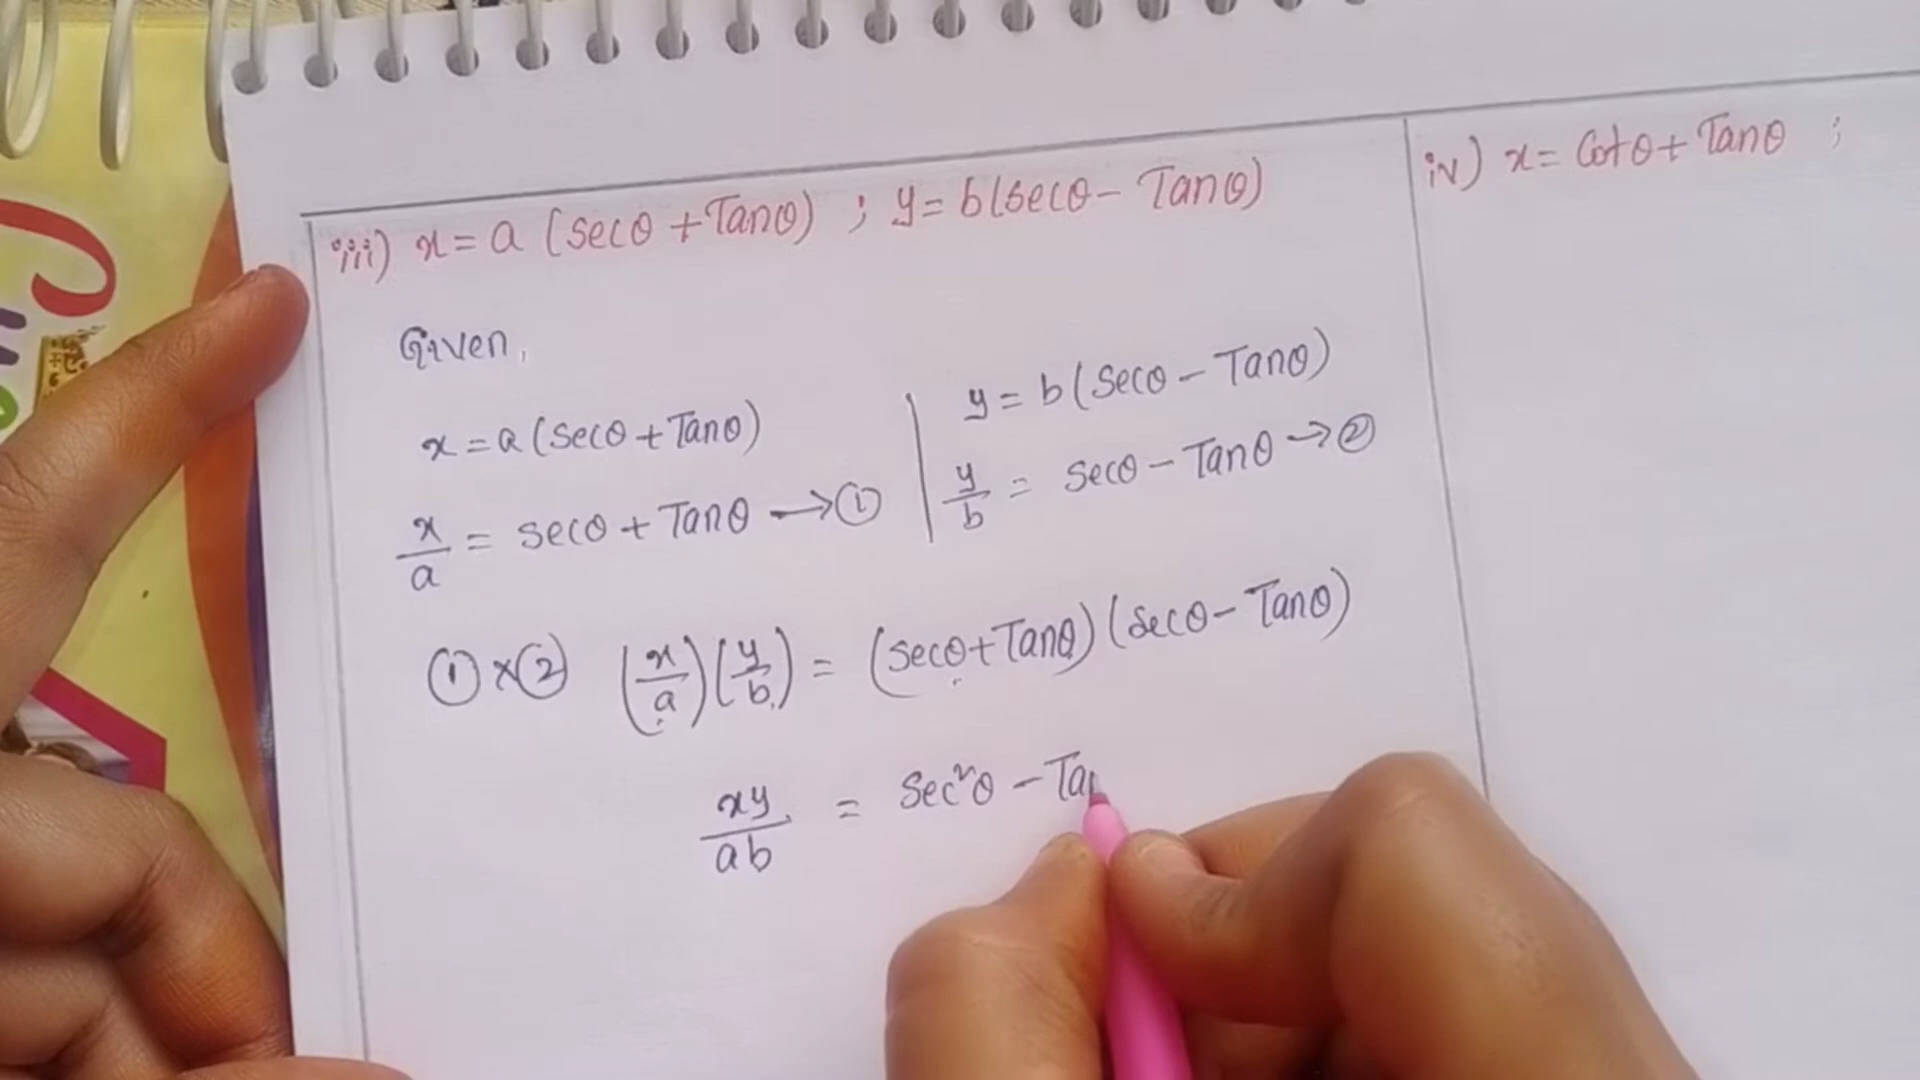 iii) x = a (secθ + Tanθ) ; y = b(secθ - Tanθ)
Given,
x = a (secθ + Tanθ)
x/a = secθ + Tanθ → ①
y = b (Secθ - Tanθ)
y/b = secθ - Tanθ → ②
① × ② (x/a)(y/b) = (secθ + Tanθ)(secθ - Tanθ)
xy/ab = Sec²θ - Tan
iv) x = Cotθ + Tanθ ;